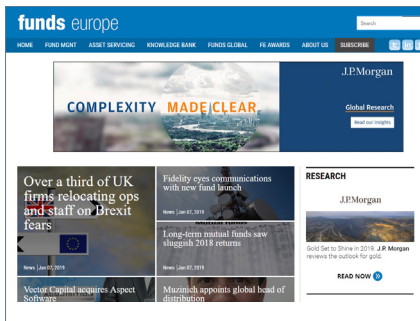 funds europe
Search
HOME FUND MGNT ASSET SERVICING KNOWLEDGE BANK FUNDS GLOBAL FE AWARDS ABOUT US SUBSCRIBE
J.P.Morgan
COMPLEXITY MADE CLEAR
Global Research
Read our insights
Over a third of UK
firms relocating ops
and staff on Brexit
fears
News | Jan 07, 2019
Fidelity eyes communications
with new fund launch
News | Jan 07, 2019
Long-term mutual funds saw
sluggish 2018 returns
News | Jan 07, 2019
Vector Capital acquires Aspect
Software
Muzinich appoints global head of
distribution
RESEARCH
J.P.Morgan
Gold Set to Shine in 2019. J.P. Morgan
reviews the outlook for gold.
READ NOW